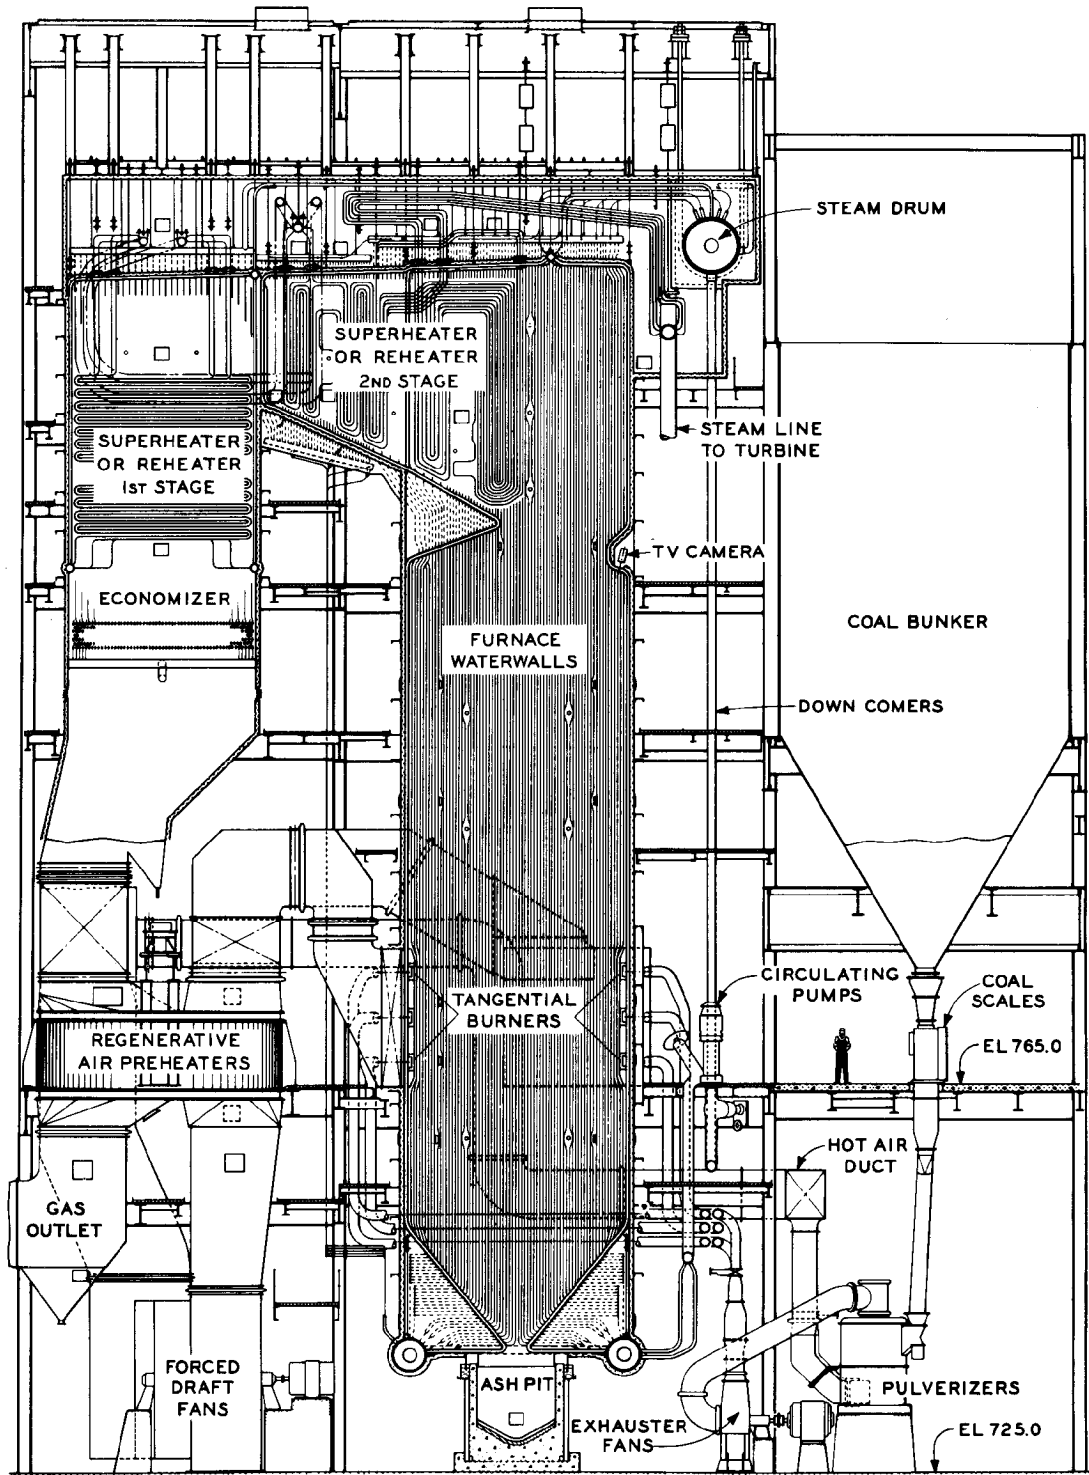 STEAM DRUM
SUPERHEATER
OR REHEATER
2ND STAGE
STEAM LINE
TO TURBINE
SUPERHEATER
OR REHEATER
1ST STAGE
TV CAMERA
ECONOMIZER
COAL BUNKER
FURNACE
WATERWALLS
DOWN COMERS
CIRCULATING
PUMPS
COAL
SCALES
TANGENTIAL
BURNERS
REGENERATIVE
AIR PREHEATERS
EL 765.0
HOT AIR
DUCT
GAS
OUTLET
FORCED
DRAFT
FANS
ASH PIT
PULVERIZERS
EXHAUSTER
FANS
EL 725.0